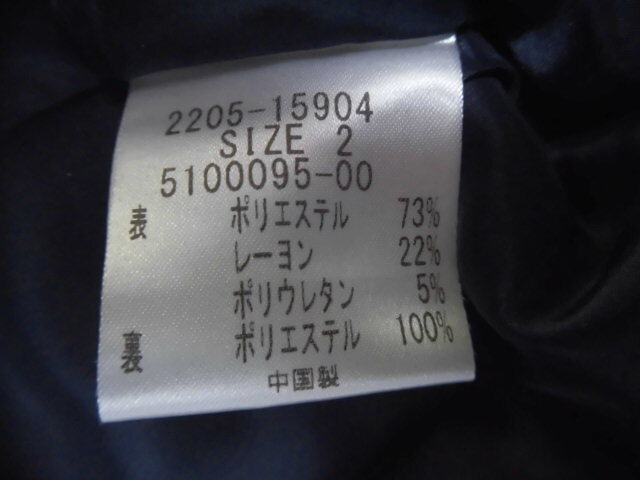 2205-15904
SIZE 2
5100095-00
表 ポリエステル 73%
レーヨン 22%
ポリウレタン 5%
裏 ポリエステル 100%
中国製